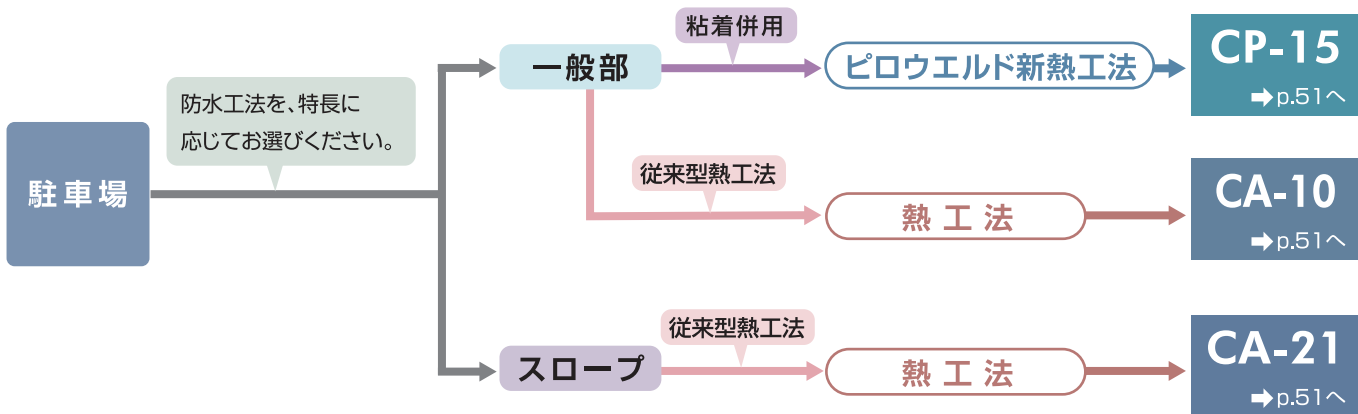 駐車場
防水工法を、特長に
応じてお選びください。
一般部
粘着併用
ピロウエルド新熱工法
CP-15
➡p.51へ
従来型熱工法
熱工法
CA-10
➡p.51へ
スロープ
従来型熱工法
熱工法
CA-21
➡p.51へ